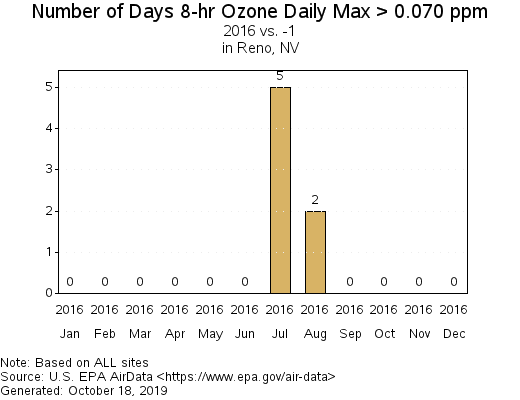 Number of Days 8-hr Ozone Daily Max > 0.070 ppm
2016 vs. -1
in Reno, NV
5
4
3
2
1
0
0 0 0 0 0 0 5 2 0 0 0 0
2016 2016 2016 2016 2016 2016 2016 2016 2016 2016 2016 2016
Jan Feb Mar Apr May Jun Jul Aug Sep Oct Nov Dec
Note: Based on ALL sites
Source: U.S. EPA AirData <https://www.epa.gov/air-data>
Generated: October 18, 2019